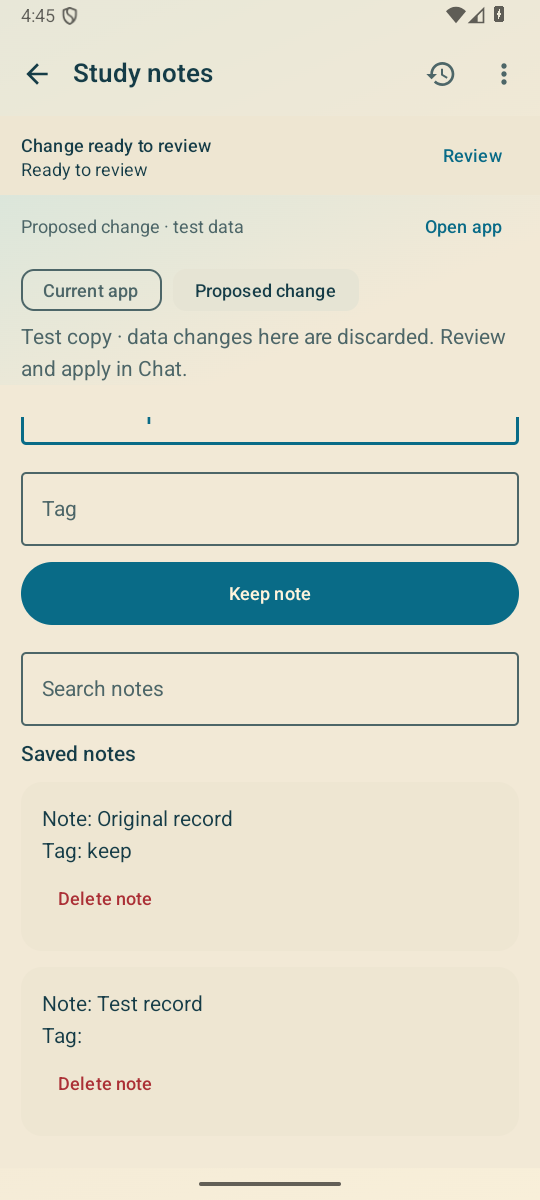 4:45
Study notes
Change ready to review
Ready to review
Review
Proposed change · test data
Open app
Current app
Proposed change
Test copy · data changes here are discarded. Review
and apply in Chat.
Tag
Keep note
Search notes
Saved notes
Note: Original record
Tag: keep
Delete note
Note: Test record
Tag:
Delete note